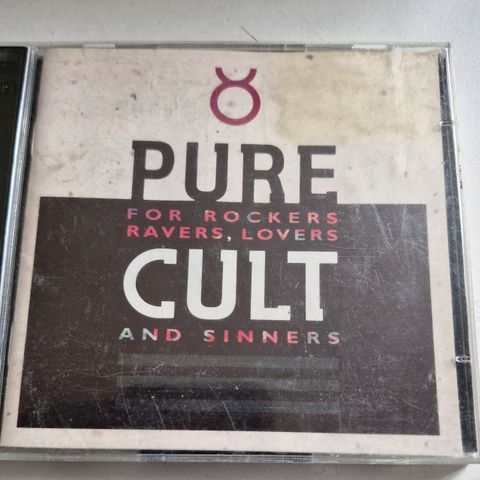 PURE
FOR ROCKERS
RAVERS, LOVERS
CULT
AND SINNERS